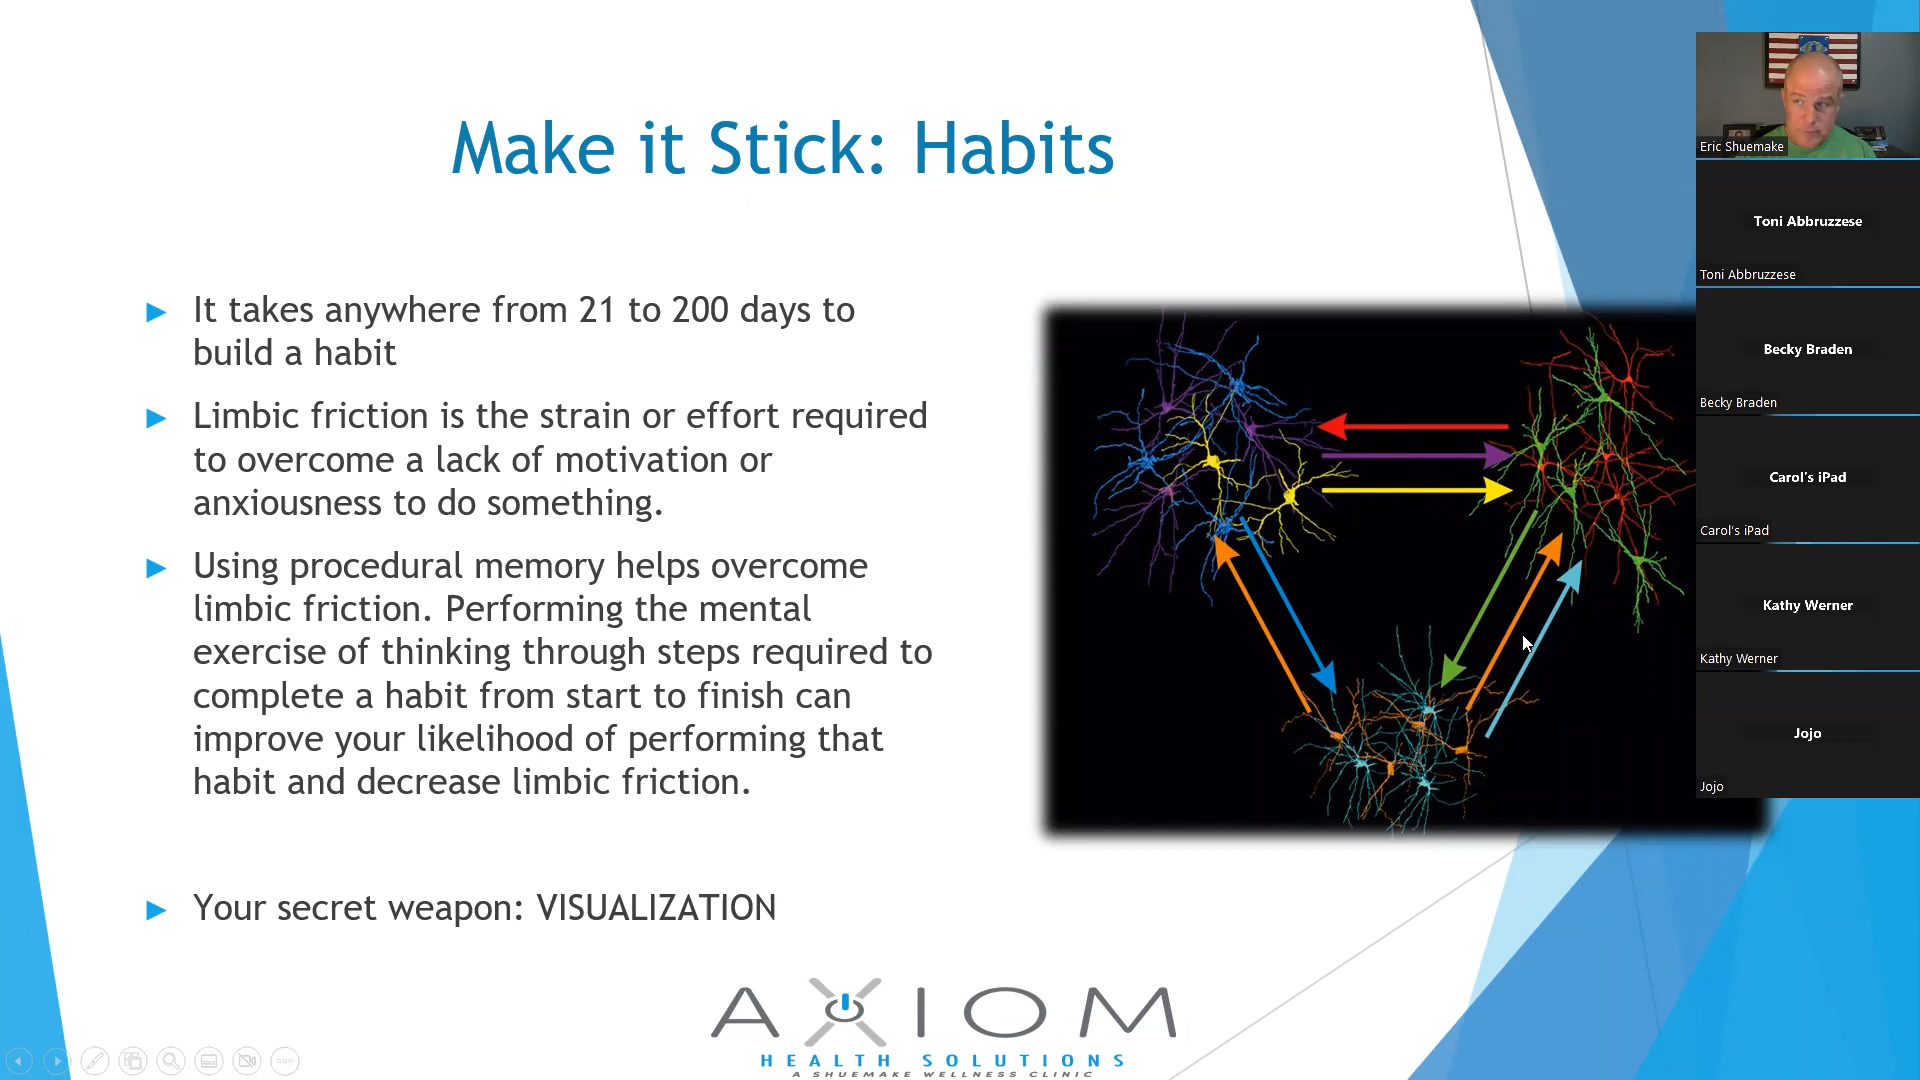 Make it Stick: Habits
It takes anywhere from 21 to 200 days to
build a habit
Limbic friction is the strain or effort required
to overcome a lack of motivation or
anxiousness to do something.
Using procedural memory helps overcome
limbic friction. Performing the mental
exercise of thinking through steps required to
complete a habit from start to finish can
improve your likelihood of performing that
habit and decrease limbic friction.
Your secret weapon: VISUALIZATION
AXIOM
HEALTH SOLUTIONS
A SHUEMAKE WELLNESS CLINIC
Eric Shuemake
Toni Abbruzzese
Toni Abbruzzese
Becky Braden
Becky Braden
Carol's iPad
Carol's iPad
Kathy Werner
Kathy Werner
Jojo
Jojo